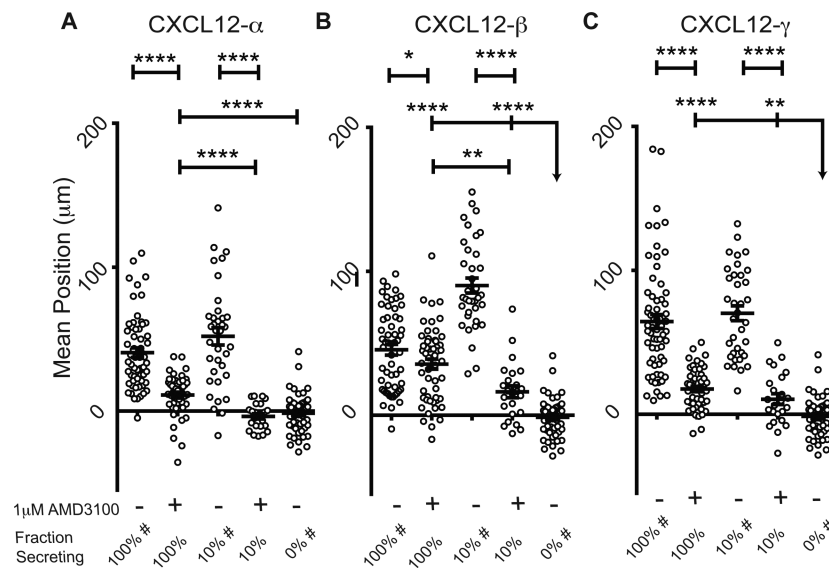 A CXCL12-α B CXCL12-β C CXCL12-γ
**** **** * **** **** ****
**** **** **** **** **
**** **
200 200 200
100 100 100
0 0 0
Mean Position (μm)
1μM AMD3100 - + - + - - + - + - - + - + -
Fraction
Secreting
100% # 100% 10% # 10% 0% # 100% # 100% 10% # 10% 0% # 100% # 100% 10% # 10% 0% #